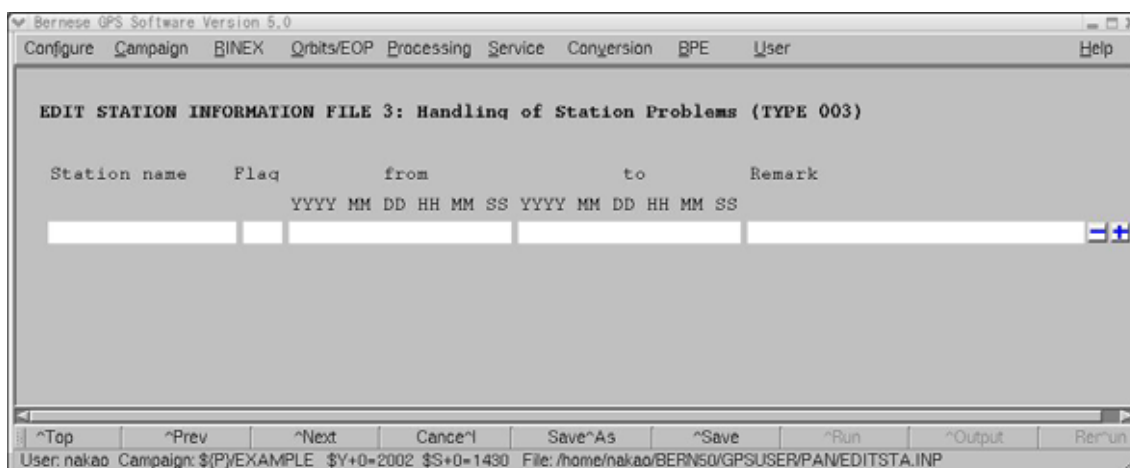 Bernese GPS Software Version 5.0
Configure Campaign RINEX Orbits/EOP Processing Service Conversion BPE User Help
EDIT STATION INFORMATION FILE 3: Handling of Station Problems (TYPE 003)
Station name Flag from to Remark
YYYY MM DD HH MM SS YYYY MM DD HH MM SS
^Top ^Prev ^Next Cance^l Save^As ^Save ^Run ^Output Rer^un
User: nakao Campaign: ${P}/EXAMPLE $Y+0=2002 $S+0=1430 File: /home/nakao/BERN50/GPSUSER/PAN/EDITSTA.INP